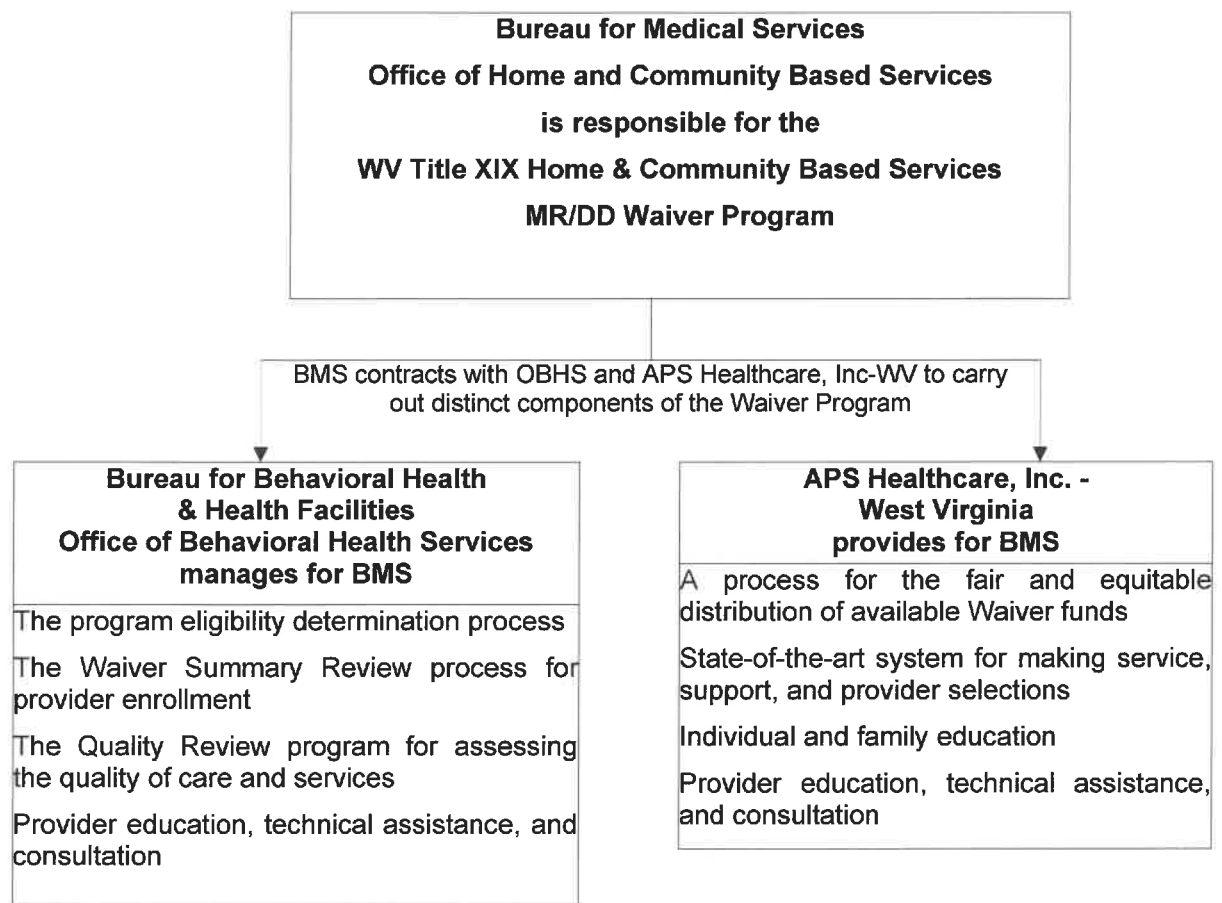 Bureau for Medical Services
Office of Home and Community Based Services
is responsible for the
WV Title XIX Home & Community Based Services
MR/DD Waiver Program
BMS contracts with OBHS and APS Healthcare, Inc-WV to carry
out distinct components of the Waiver Program
Bureau for Behavioral Health
& Health Facilities
Office of Behavioral Health Services
manages for BMS
The program eligibility determination process
The Waiver Summary Review process for
provider enrollment
The Quality Review program for assessing
the quality of care and services
Provider education, technical assistance, and
consultation
APS Healthcare, Inc. -
West Virginia
provides for BMS
A process for the fair and equitable
distribution of available Waiver funds
State-of-the-art system for making service,
support, and provider selections
Individual and family education
Provider education, technical assistance,
and consultation